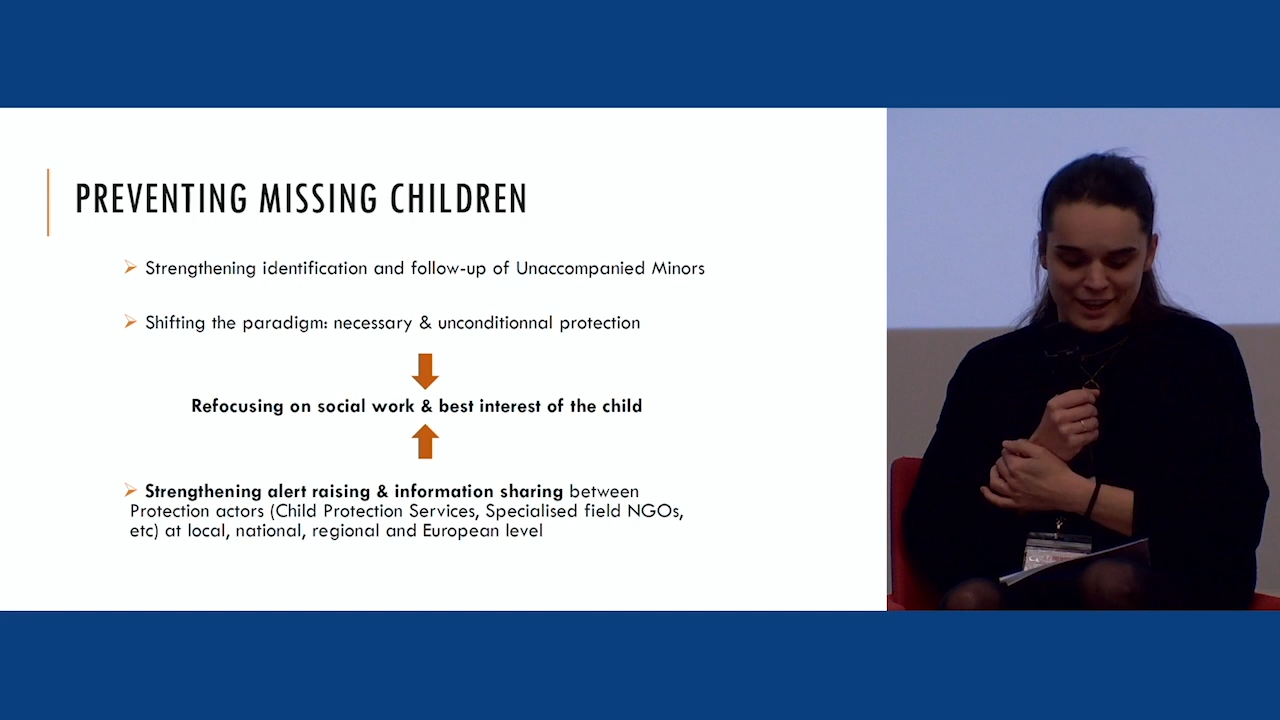 PREVENTING MISSING CHILDREN
Strengthening identification and follow-up of Unaccompanied Minors
Shifting the paradigm: necessary & unconditionnal protection
Refocusing on social work & best interest of the child
Strengthening alert raising & information sharing between
Protection actors (Child Protection Services, Specialised field NGOs,
etc) at local, national, regional and European level